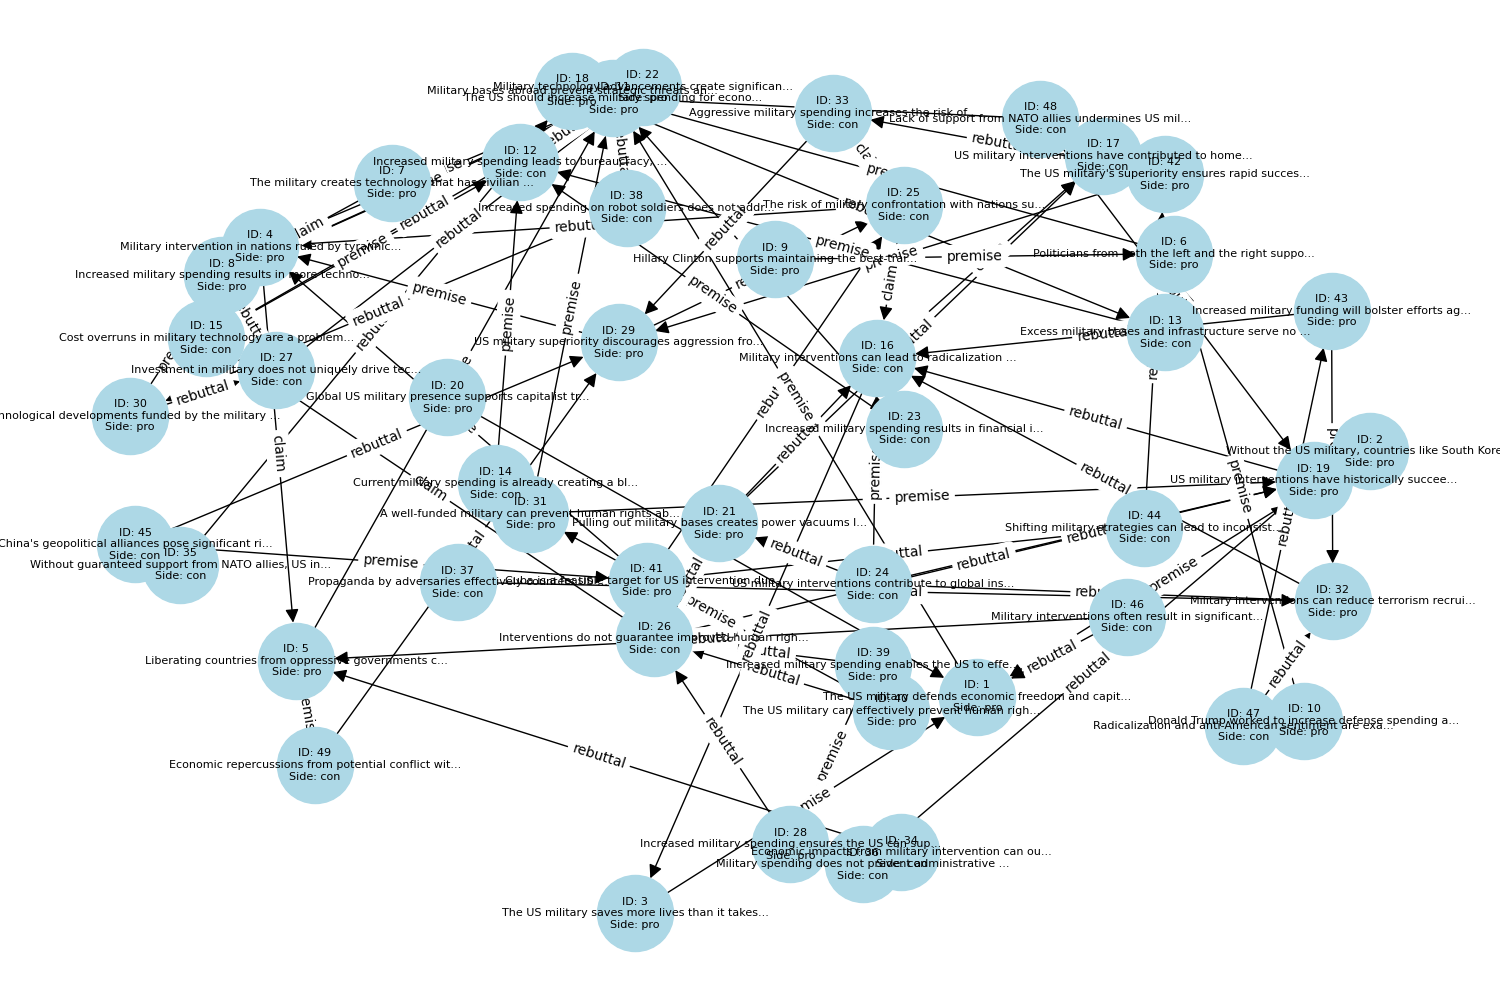 ID: 22
Military technology advancements create significan...
Side: pro
ID: 18
Military bases abroad prevent strategic threats an...
Side: pro
ID: 11
The US should increase military spending for econo...
Side: pro
ID: 33
Aggressive military spending increases the risk of
Side: con
ID: 48
Lack of support from NATO allies undermines US mil...
Side: con
ID: 17
US military interventions have contributed to home...
Side: con
ID: 42
The US military's superiority ensures rapid succes...
Side: pro
ID: 12
Increased military spending leads to bureaucracy, ...
Side: con
ID: 7
The military creates technology that has civilian ...
Side: pro
ID: 38
Increased spending on robot soldiers does not addr...
Side: con
ID: 25
The risk of military confrontation with nations su...
Side: con
ID: 4
Military intervention in nations ruled by tyrannic...
Side: pro
ID: 9
Hillary Clinton supports maintaining the best-trai...
Side: pro
ID: 6
Politicians from both the left and the right suppo...
Side: pro
ID: 8
Increased military spending results in more techno...
Side: pro
ID: 43
Increased military funding will bolster efforts ag...
Side: pro
ID: 13
Excess military bases and infrastructure serve no ...
Side: con
ID: 15
Cost overruns in military technology are a problem...
Side: con
ID: 29
US military superiority discourages aggression fro...
Side: pro
ID: 16
Military interventions can lead to radicalization ...
Side: con
ID: 27
Investment in military does not uniquely drive tec...
Side: con
ID: 20
Global US military presence supports capitalist tr...
Side: pro
ID: 30
hnological developments funded by the military ...
Side: pro
ID: 23
Increased military spending results in financial i...
Side: con
ID: 2
Without the US military, countries like South Kore
Side: pro
ID: 19
US military interventions have historically succee...
Side: pro
ID: 14
Current military spending is already creating a bl...
Side: con
ID: 31
A well-funded military can prevent human rights ab...
Side: pro
ID: 21
Pulling out military bases creates power vacuums l...
Side: pro
ID: 44
Shifting military strategies can lead to inconsist...
Side: con
ID: 45
China's geopolitical alliances pose significant ri...
Side: con
ID: 35
Without guaranteed support from NATO allies, US in...
Side: con
ID: 37
Propaganda by adversaries effectively counters US
Side: con
ID: 41
Cuba is a feasible target for US intervention due
Side: pro
ID: 24
US military interventions contribute to global ins...
Side: con
ID: 32
Military interventions can reduce terrorism recrui...
Side: pro
ID: 46
Military interventions often result in significant...
Side: con
ID: 26
Interventions do not guarantee improved human righ...
Side: con
ID: 5
Liberating countries from oppressive governments c...
Side: pro
ID: 39
Increased military spending enables the US to effe...
Side: pro
ID: 1
The US military defends economic freedom and capit...
Side: pro
ID: 40
The US military can effectively prevent human righ...
Side: pro
ID: 10
Donald Trump worked to increase defense spending a...
Side: pro
ID: 47
Radicalization and anti-American sentiment are exa...
Side: con
ID: 49
Economic repercussions from potential conflict wit...
Side: con
ID: 28
Increased military spending ensures the US can sup...
Side: pro
ID: 34
Economic impacts from military intervention can ou...
Side: con
ID: 36
Military spending does not prevent administrative ...
Side: con
ID: 3
The US military saves more lives than it takes...
Side: pro
rebuttal
premise
rebuttal
rebuttal
premise
premise
premise
premise
premise
premise
claim
rebuttal
rebuttal
rebuttal
claim
claim
premise
premise
rebuttal
rebuttal
rebuttal
premise
premise
premise
rebuttal
rebuttal
premise
rebuttal
premise
rebuttal
rebuttal
rebuttal
rebuttal
rebuttal
rebuttal
rebuttal
premise